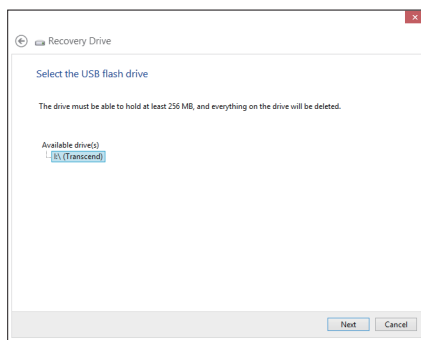 Recovery Drive
Select the USB flash drive
The drive must be able to hold at least 256 MB, and everything on the drive will be deleted.
Available drive(s)
I:\ (Transcend)
Next
Cancel